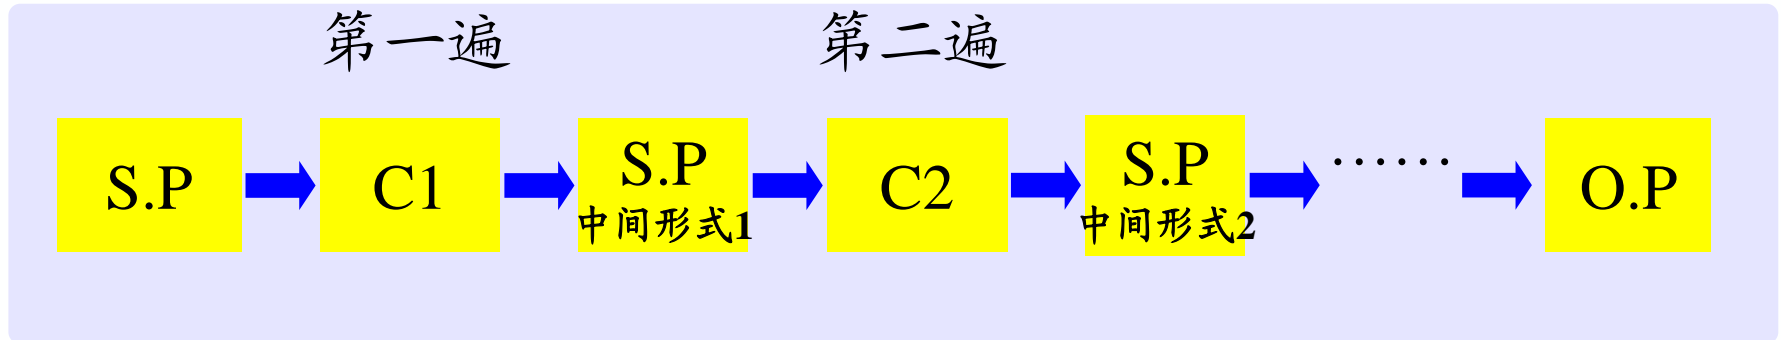 第一遍 第二遍
S.P C1 S.P C2 S.P ······ O.P
中间形式1 中间形式2